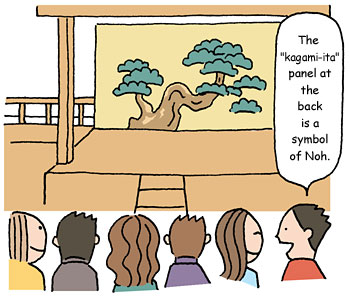 The
"kagami-ita"
panel at
the
back
is a
symbol
of Noh.